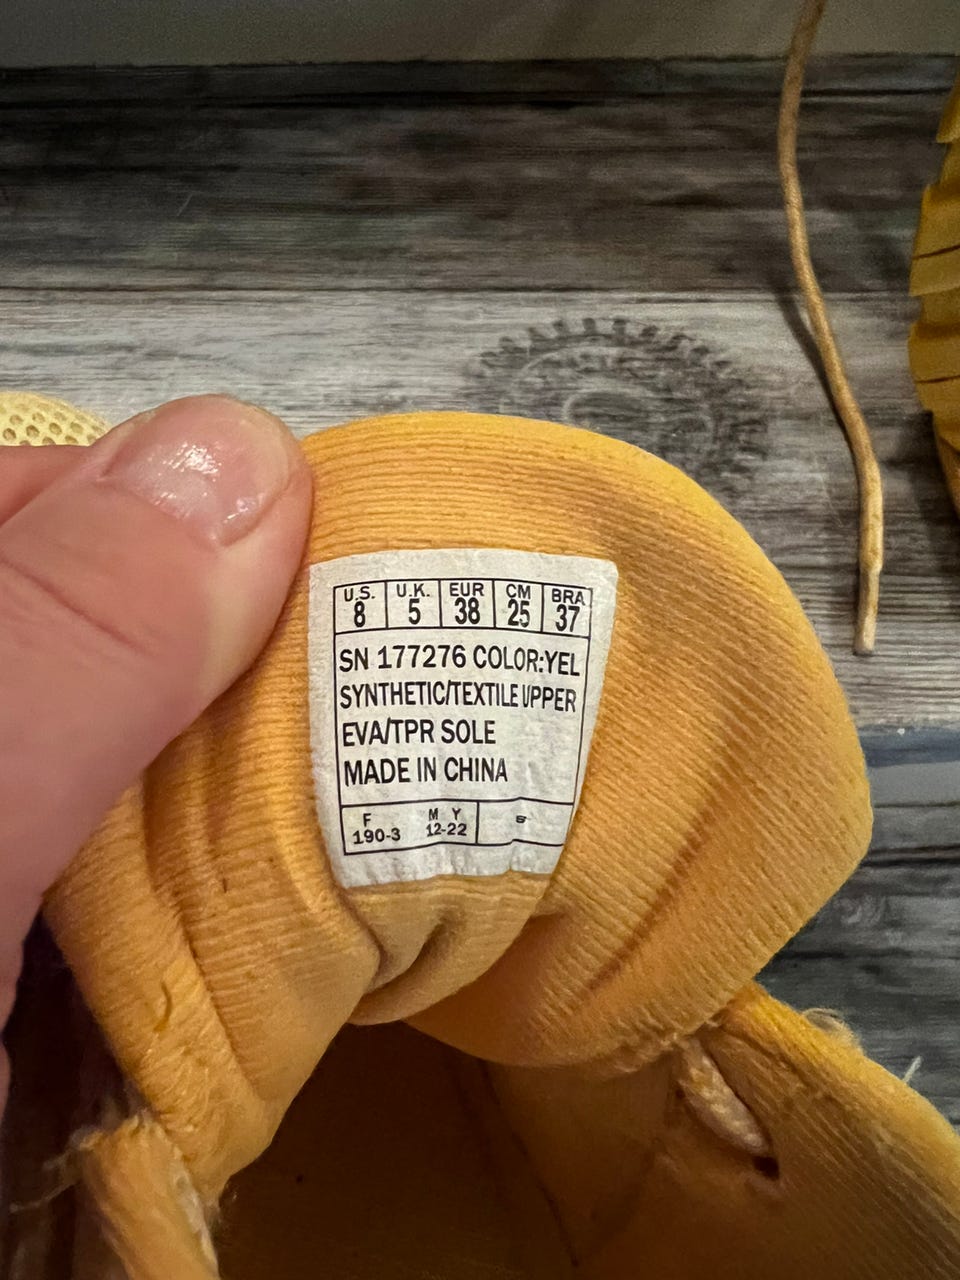 U.S. U.K. EUR CM BRA
8 5 38 25 37
SN 177276 COLOR:YEL
SYNTHETIC/TEXTILE UPPER
EVA/TPR SOLE
MADE IN CHINA
F M Y
190-3 12-22